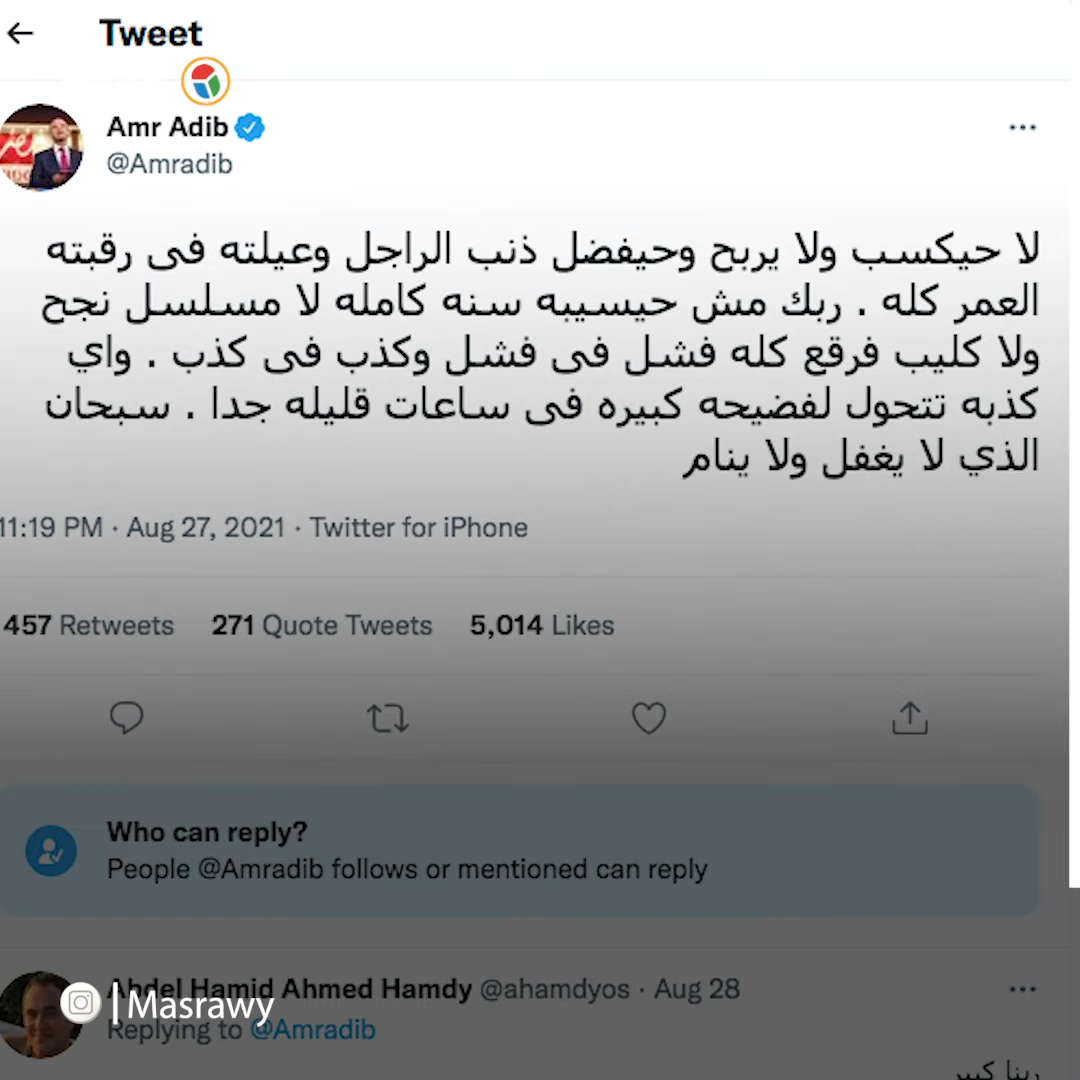 Tweet
Amr Adib
@Amradib
لا حيكسب ولا يربح وحيفضل ذنب الراجل وعيلته فى رقبته
العمر كله . ربك مش حيسيبه سنه كامله لا مسلسل نجح
ولا كليب فرقع كله فشل فى فشل وكذب فى كذب . واي
كذبه تتحول لفضيحه كبيره فى ساعات قليله جدا . سبحان
الذي لا يغفل ولا ينام
11:19 PM · Aug 27, 2021 · Twitter for iPhone
457 Retweets 271 Quote Tweets 5,014 Likes
Who can reply?
People @Amradib follows or mentioned can reply
Abdel Hamid Ahmed Hamdy @ahamdyos · Aug 28
Masrawy
Replying to @Amradib
ربنا كبير